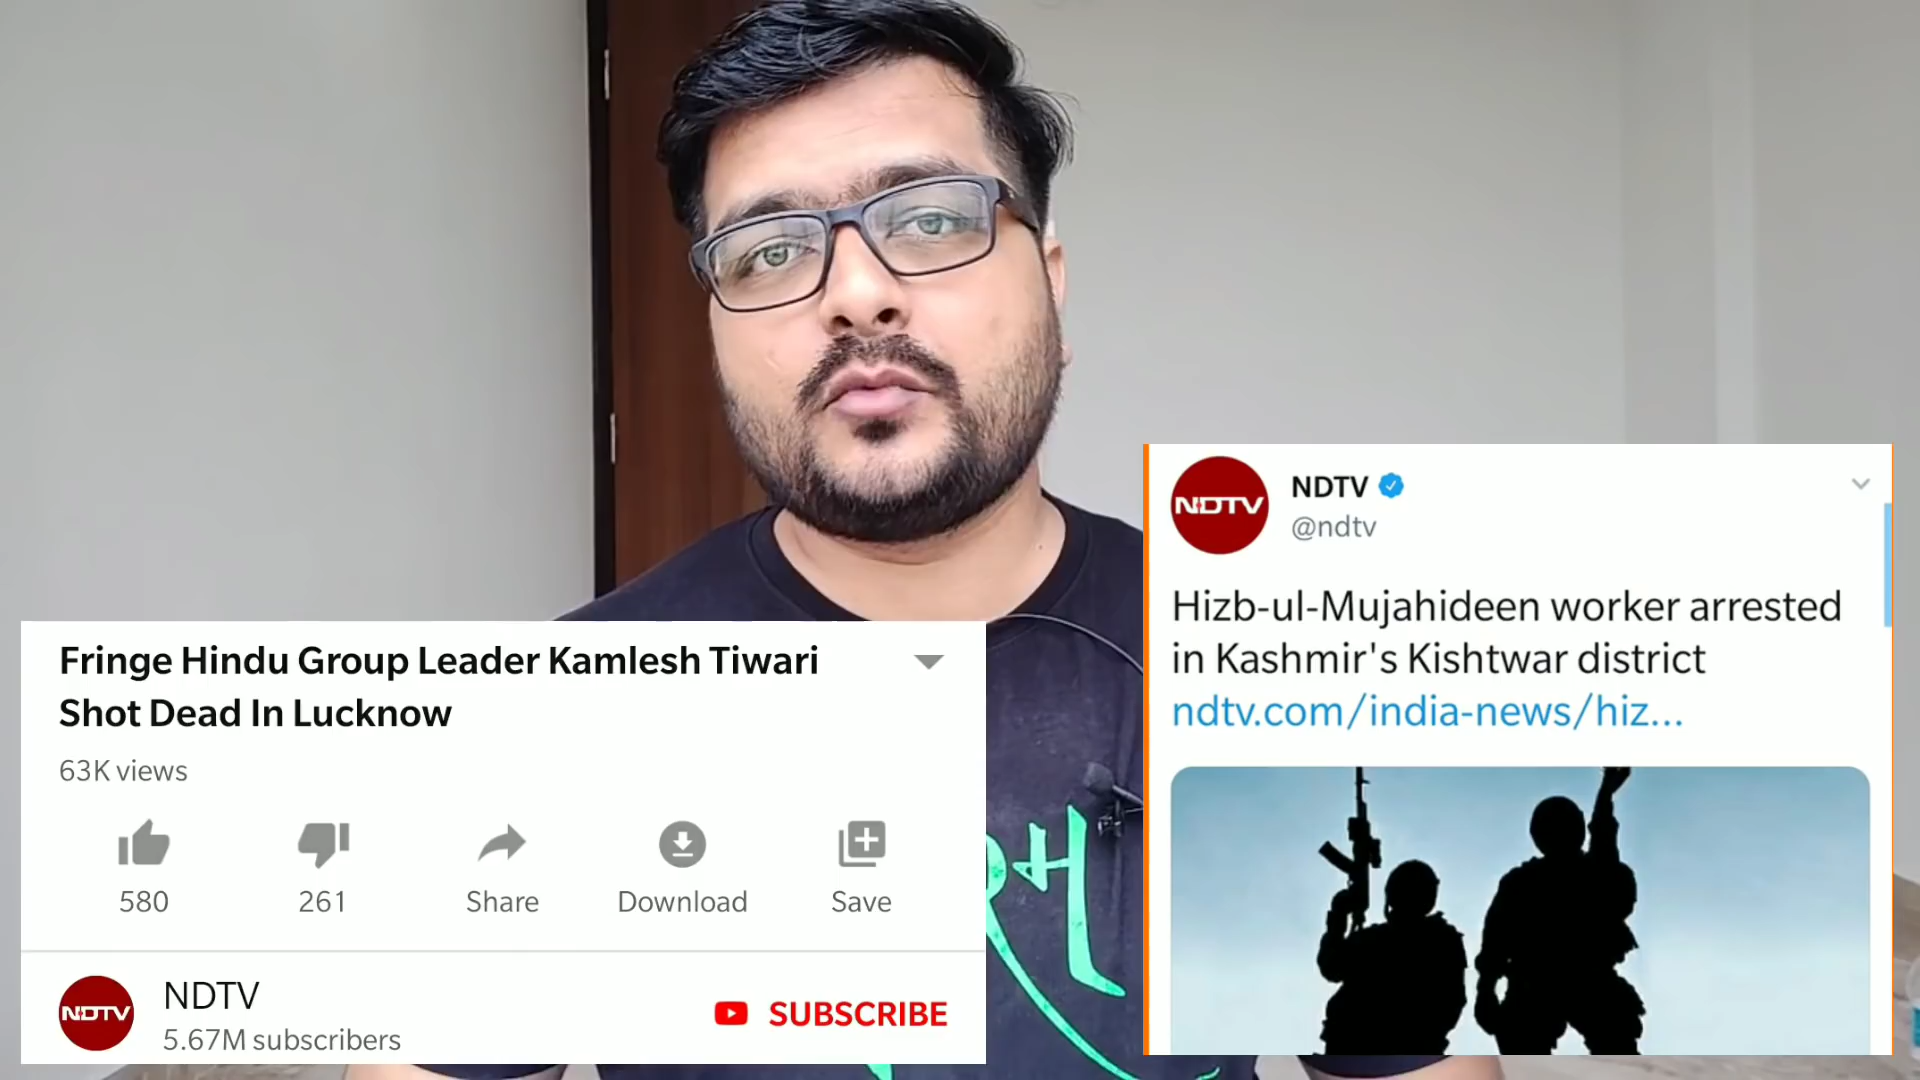 Fringe Hindu Group Leader Kamlesh Tiwari
Shot Dead In Lucknow
63K views
580
261
Share
Download
Save
NDTV
NDTV
5.67M subscribers
SUBSCRIBE
NDTV
NDTV
@ndtv
Hizb-ul-Mujahideen worker arrested
in Kashmir's Kishtwar district
ndtv.com/india-news/hiz...